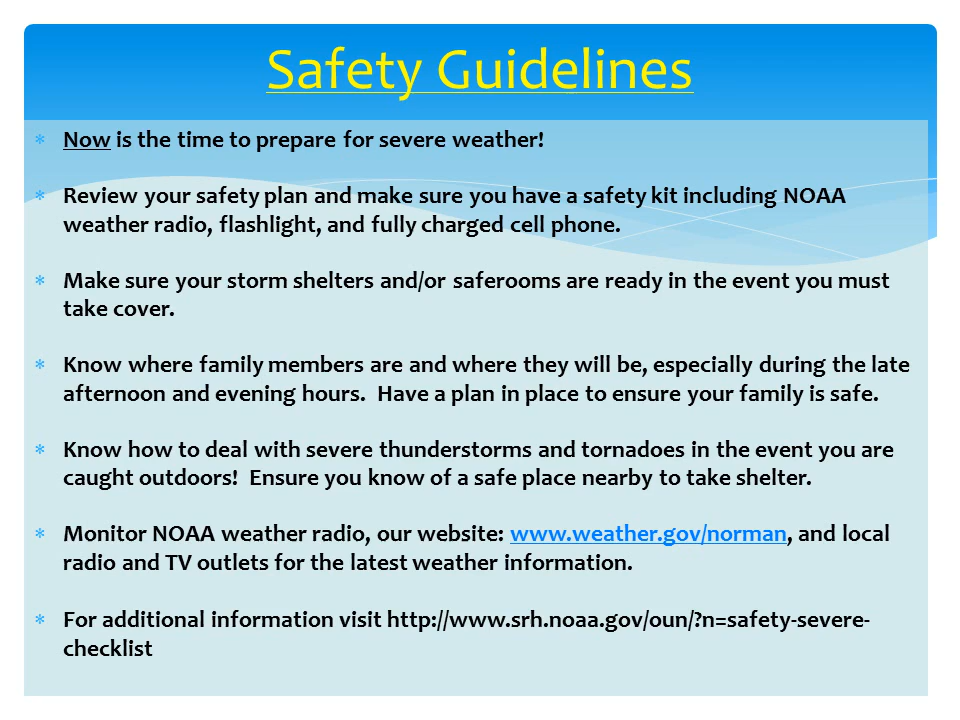 Safety Guidelines
Now is the time to prepare for severe weather!
Review your safety plan and make sure you have a safety kit including NOAA
weather radio, flashlight, and fully charged cell phone.
Make sure your storm shelters and/or saferooms are ready in the event you must
take cover.
Know where family members are and where they will be, especially during the late
afternoon and evening hours.  Have a plan in place to ensure your family is safe.
Know how to deal with severe thunderstorms and tornadoes in the event you are
caught outdoors!  Ensure you know of a safe place nearby to take shelter.
Monitor NOAA weather radio, our website: www.weather.gov/norman, and local
radio and TV outlets for the latest weather information.
For additional information visit http://www.srh.noaa.gov/oun/?n=safety-severe-
checklist